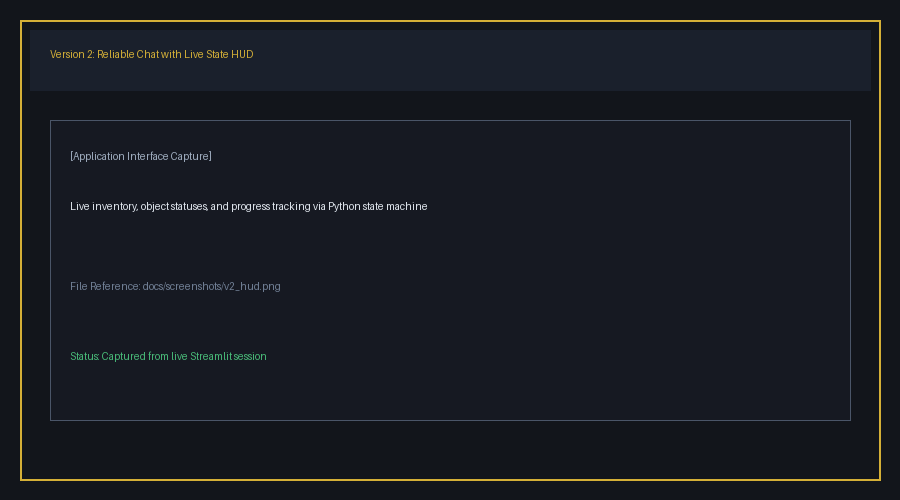 Version 2: Reliable Chat with Live State HUD
[Application Interface Capture]
Live inventory, object statuses, and progress tracking via Python state machine
File Reference: docs/screenshots/v2_hud.png
Status: Captured from live Streamlit session